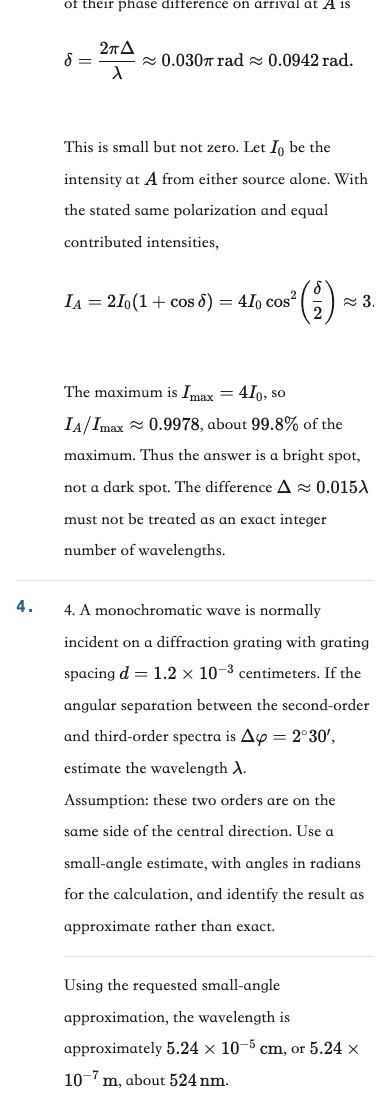 of their phase difference on arrival at A is
δ = 2πΔ/λ ≈ 0.030π rad ≈ 0.0942 rad.
This is small but not zero. Let I₀ be the
intensity at A from either source alone. With
the stated same polarization and equal
contributed intensities,
I_A = 2I₀(1 + cos δ) = 4I₀ cos²(δ/2) ≈ 3.
The maximum is I_max = 4I₀, so
I_A/I_max ≈ 0.9978, about 99.8% of the
maximum. Thus the answer is a bright spot,
not a dark spot. The difference Δ ≈ 0.015λ
must not be treated as an exact integer
number of wavelengths.
4. 4. A monochromatic wave is normally
incident on a diffraction grating with grating
spacing d = 1.2 × 10⁻³ centimeters. If the
angular separation between the second-order
and third-order spectra is Δφ = 2°30′,
estimate the wavelength λ.
Assumption: these two orders are on the
same side of the central direction. Use a
small-angle estimate, with angles in radians
for the calculation, and identify the result as
approximate rather than exact.
Using the requested small-angle
approximation, the wavelength is
approximately 5.24 × 10⁻⁵ cm, or 5.24 ×
10⁻⁷ m, about 524 nm.